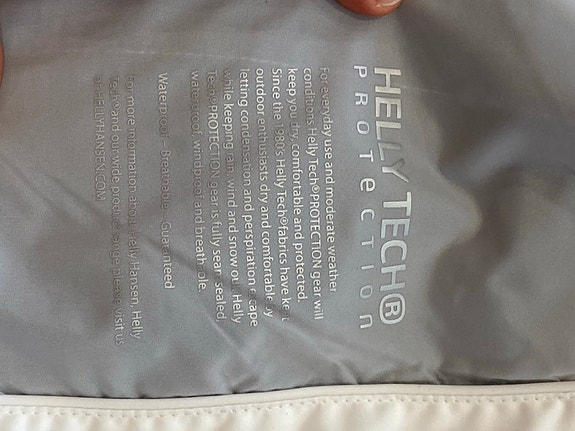 HELLY TECH®
PROTECTION
For everyday use and moderate weather
conditions Helly Tech®PROTECTION gear will
keep you dry, comfortable and protected.
Since the 1980s Helly Tech®fabrics have kept
outdoor enthusiasts dry and comfortable by
letting condensation and perspiration escape
while keeping rain, wind and snow out. Helly
Tech®PROTECTION gear is fully seam sealed
waterproof, windproof and breathable.
Waterproof – Breathable – Guaranteed
For more information about Helly Hansen, Helly
Tech®and our wide product range please visit us
at HELLYHANSEN.COM